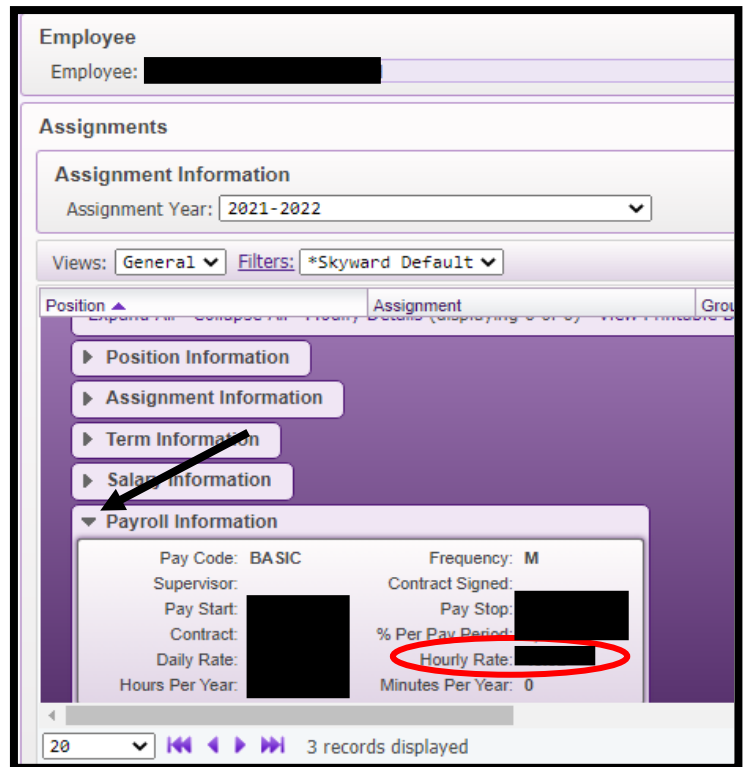 Employee
Employee:
Assignments
Assignment Information
Assignment Year: 2021-2022
Views: General Filters: *Skyward Default
Position Assignment Grou
Position Information
Assignment Information
Term Information
Salary Information
Payroll Information
Pay Code: BASIC Frequency: M
Supervisor: Contract Signed:
Pay Start: Pay Stop:
Contract: % Per Pay Period:
Daily Rate: Hourly Rate:
Hours Per Year: Minutes Per Year: 0
20 3 records displayed